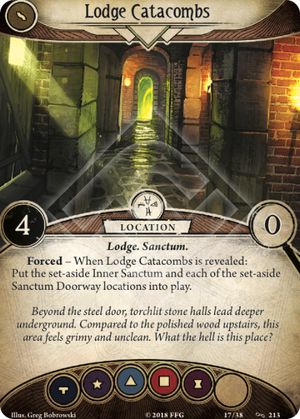 Lodge Catacombs
4
LOCATION
0
Lodge. Sanctum.
Forced – When Lodge Catacombs is revealed:
Put the set-aside Inner Sanctum and each of the set-aside
Sanctum Doorway locations into play.
Beyond the steel door, torchlit stone halls lead deeper
underground. Compared to the polished wood upstairs, this
area feels grimy and unclean. What the hell is this place?
Illus. Greg Bobrowski © 2018 FFG 17/38 213